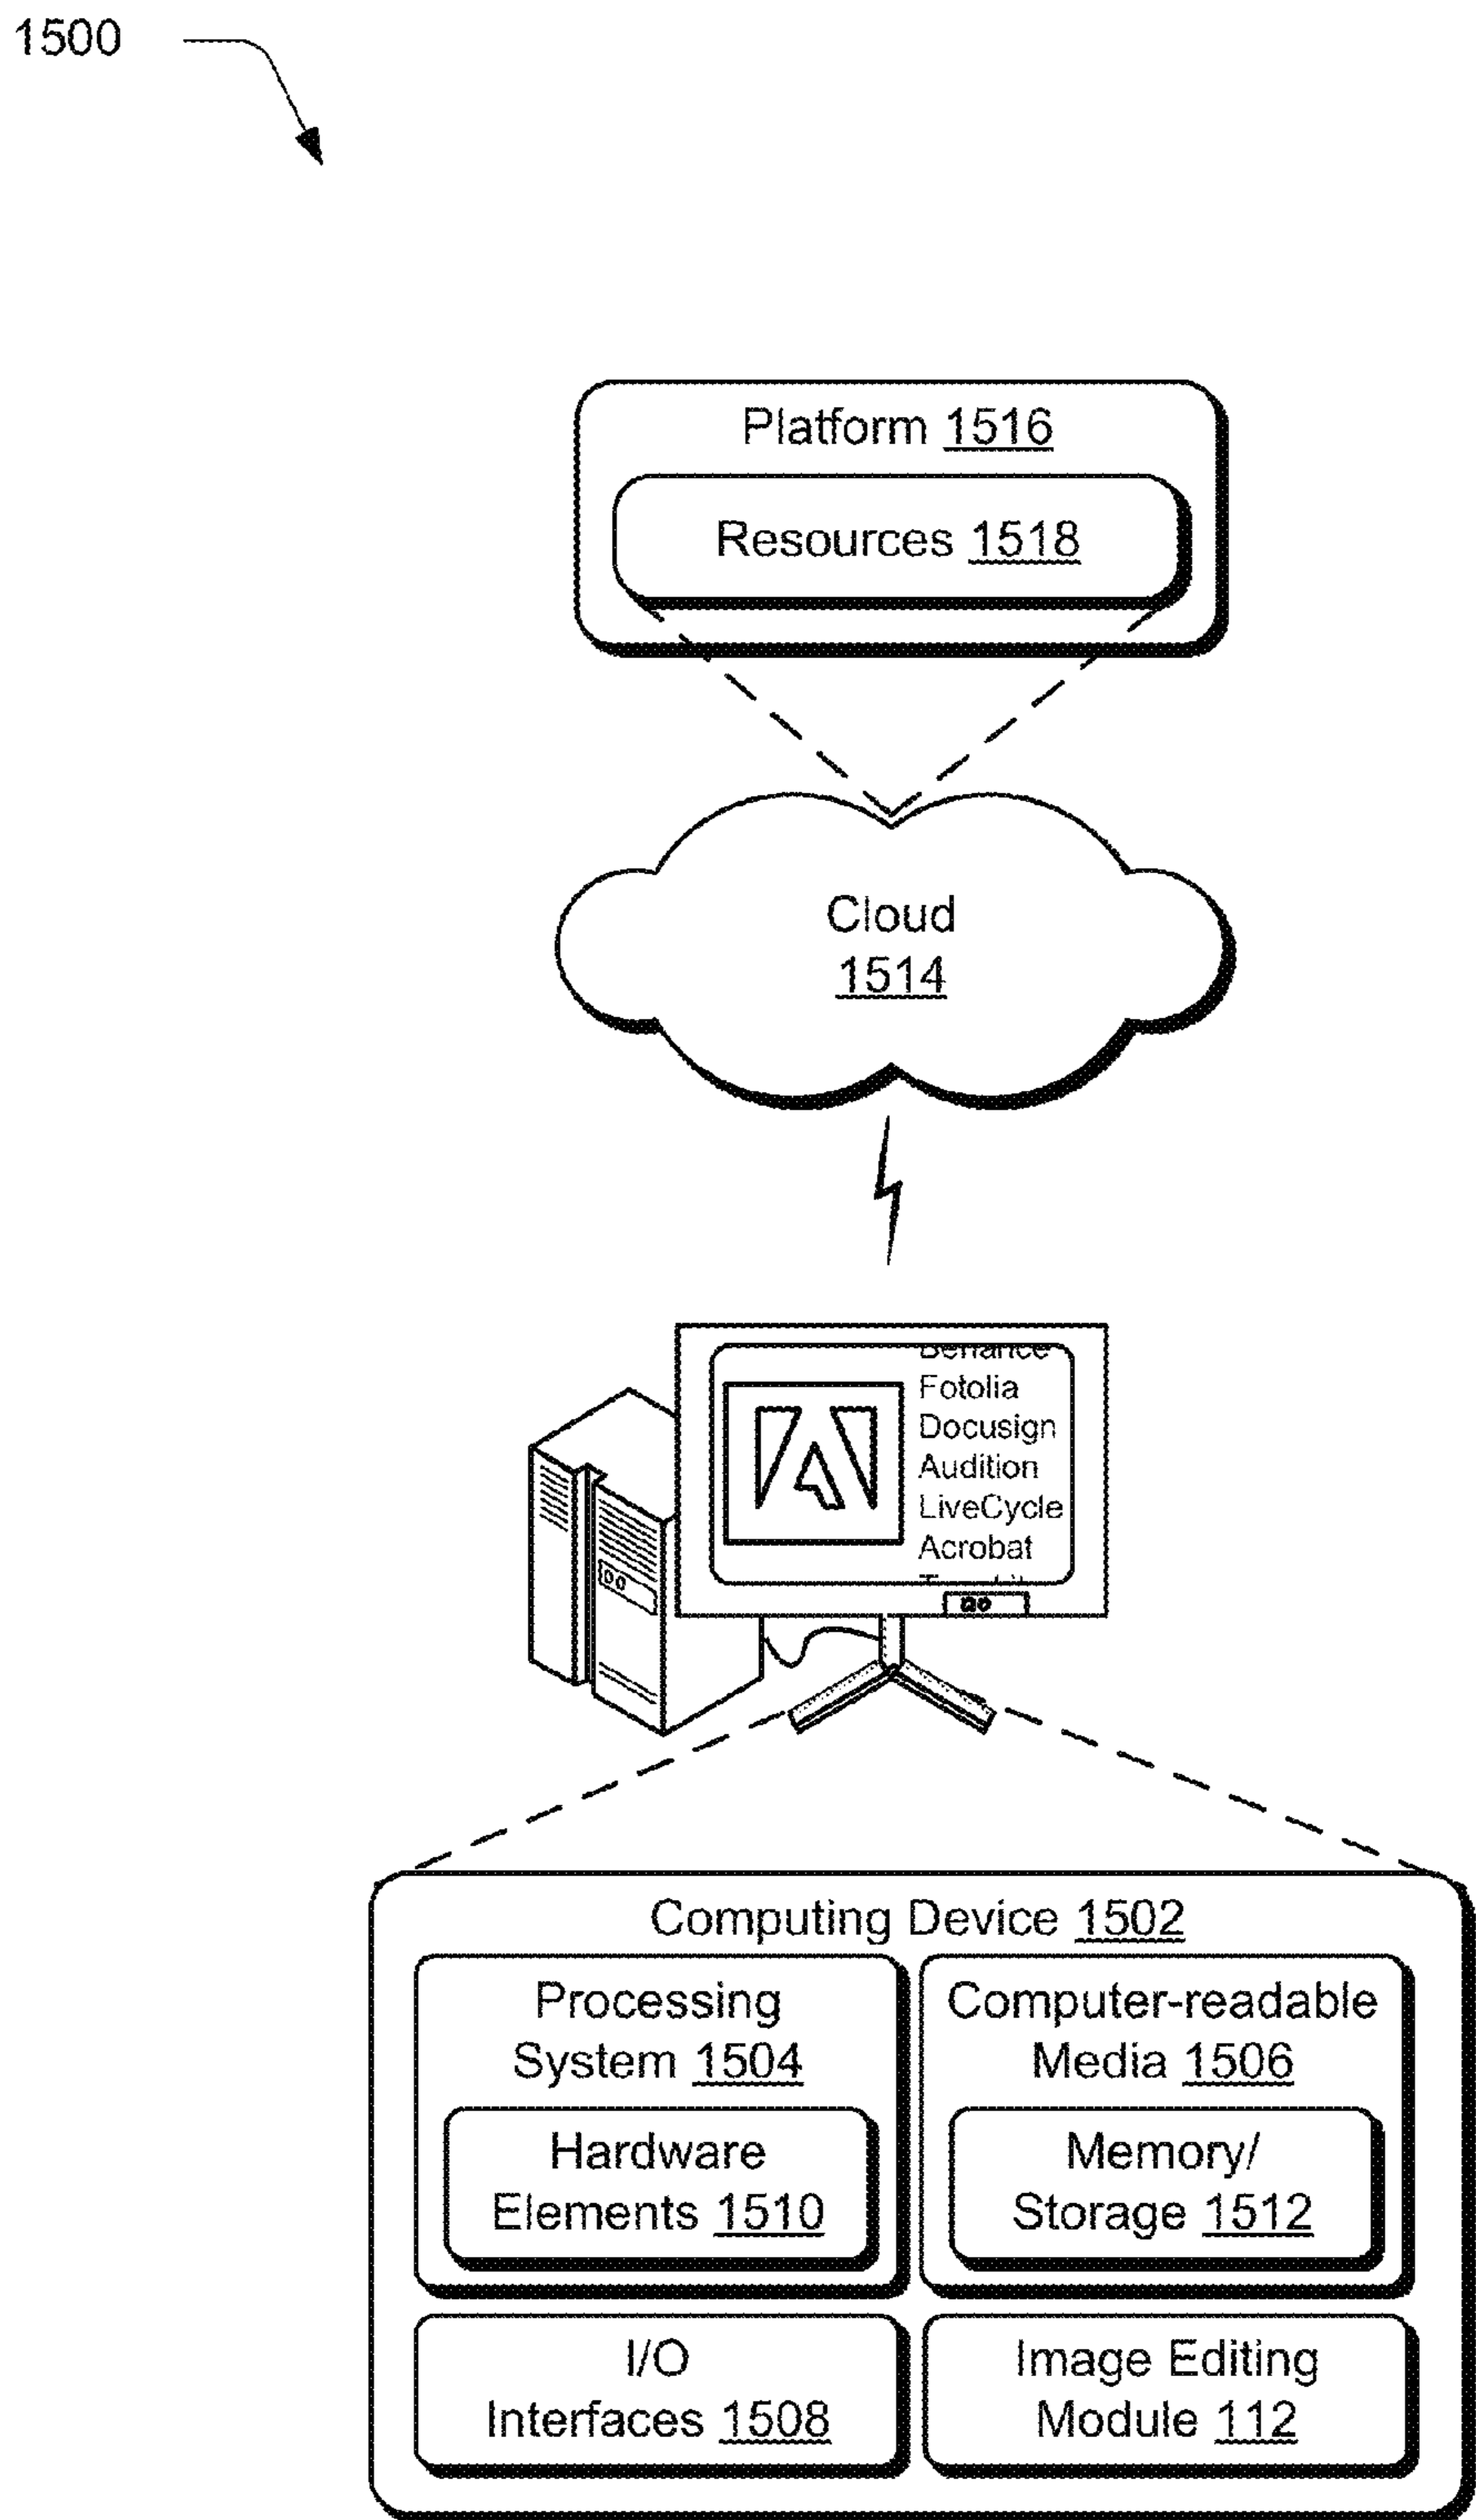 1500
Platform 1516
Resources 1518
Cloud
1514
Fotolia
Docusign
Audition
LiveCycle
Acrobat
Computing Device 1502
Processing
System 1504
Hardware
Elements 1510
Computer-readable
Media 1506
Memory/
Storage 1512
I/O
Interfaces 1508
Image Editing
Module 112